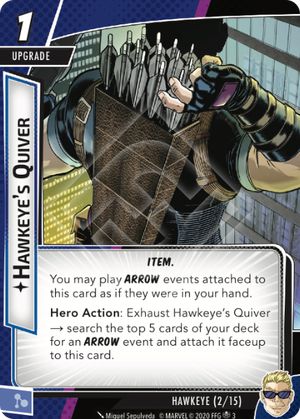 1
UPGRADE
HAWKEYE'S QUIVER
ITEM.
You may play ARROW events attached to
this card as if they were in your hand.
Hero Action: Exhaust Hawkeye's Quiver
→ search the top 5 cards of your deck
for an ARROW event and attach it faceup
to this card.
HAWKEYE (2/15)
Miguel Sepulveda © MARVEL © 2020 FFG 3